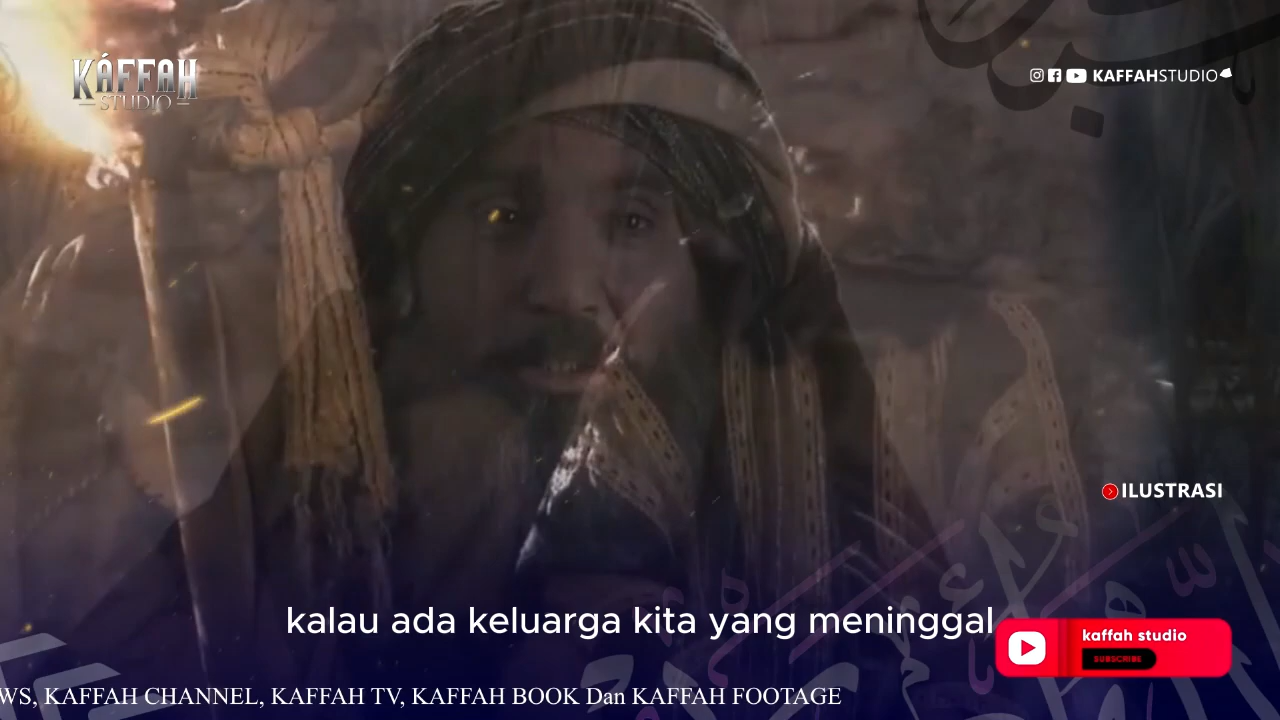 KÁFFAH
STUDIO
KAFFAHSTUDIO
ILUSTRASI
kalau ada keluarga kita yang meninggal
kaffah studio
SUBSCRIBE
WS, KAFFAH CHANNEL, KAFFAH TV, KAFFAH BOOK Dan KAFFAH FOOTAGE